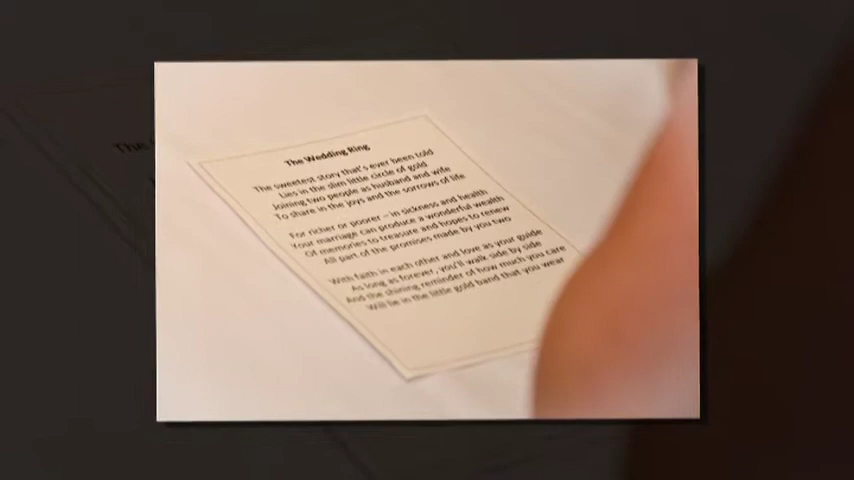 The Wedding Ring
The sweetest story that's ever been told
Lies in the slim little circle of gold
Joining two people as husband and wife
To share in the joys and the sorrows of life
For richer or poorer – in sickness and health
Your marriage can produce a wonderful wealth
Of memories to treasure and hopes to renew
All part of the promises made by you two
With faith in each other and love as your guide
As long as forever, you'll walk side by side
And the shining reminder of how much you care
Will lie in the little gold band that you wear